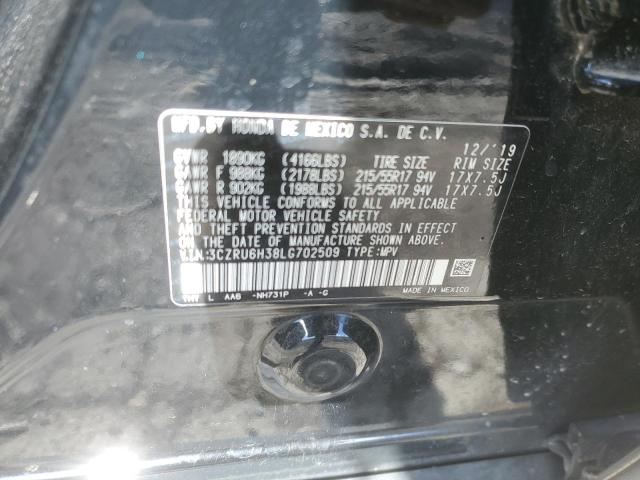 MFD.BY HONDA DE MEXICO S.A. DE C.V.
12/'19
GVWR 1890KG (4166LBS) TIRE SIZE RIM SIZE
GAWR F 988KG (2178LBS) 215/55R17 94V 17X7.5J
GAWR R 902KG (1988LBS) 215/55R17 94V 17X7.5J
THIS VEHICLE CONFORMS TO ALL APPLICABLE
FEDERAL MOTOR VEHICLE SAFETY
AND THEFT PREVENTION STANDARDS IN EFFECT
ON THE DATE OF MANUFACTURE SHOWN ABOVE.
VIN:3CZRU6H38LG702509 TYPE:MPV
L AAB -NH731P -A -G
MADE IN MEXICO